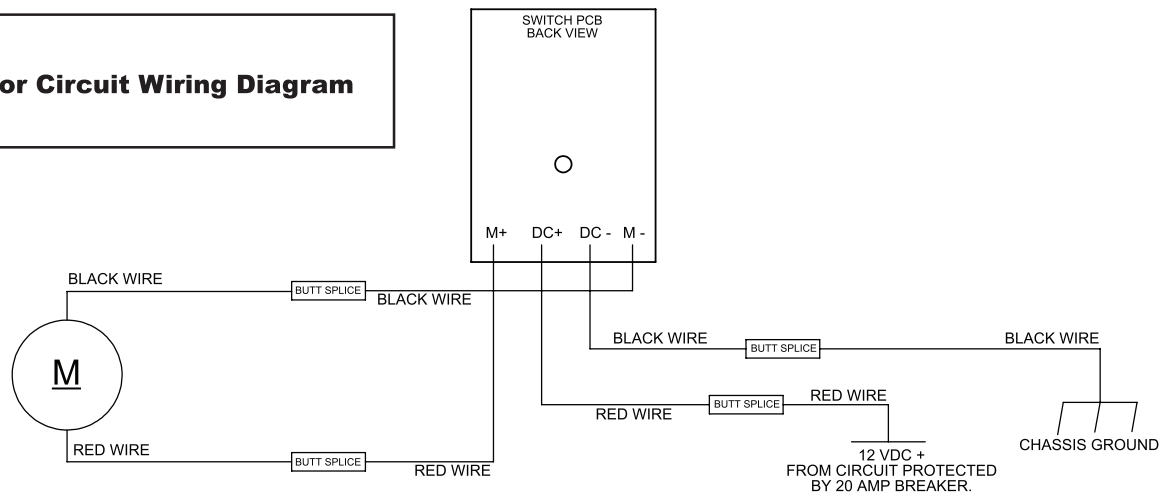 SWITCH PCB
BACK VIEW
or Circuit Wiring Diagram
M+ DC+ DC - M -
BLACK WIRE
BUTT SPLICE
BLACK WIRE
BLACK WIRE
BUTT SPLICE
BLACK WIRE
M
RED WIRE
BUTT SPLICE
RED WIRE
CHASSIS GROUND
RED WIRE
BUTT SPLICE
RED WIRE
12 VDC +
FROM CIRCUIT PROTECTED
BY 20 AMP BREAKER.